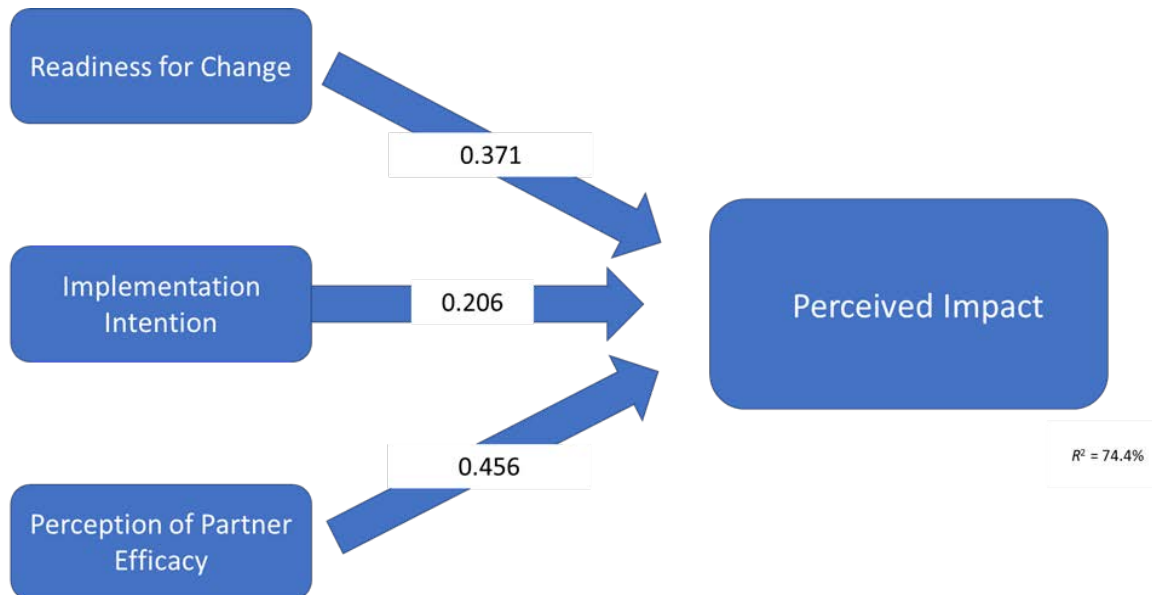 Readiness for Change
0.371
Implementation
Intention
0.206
Perceived Impact
0.456
R² = 74.4%
Perception of Partner
Efficacy